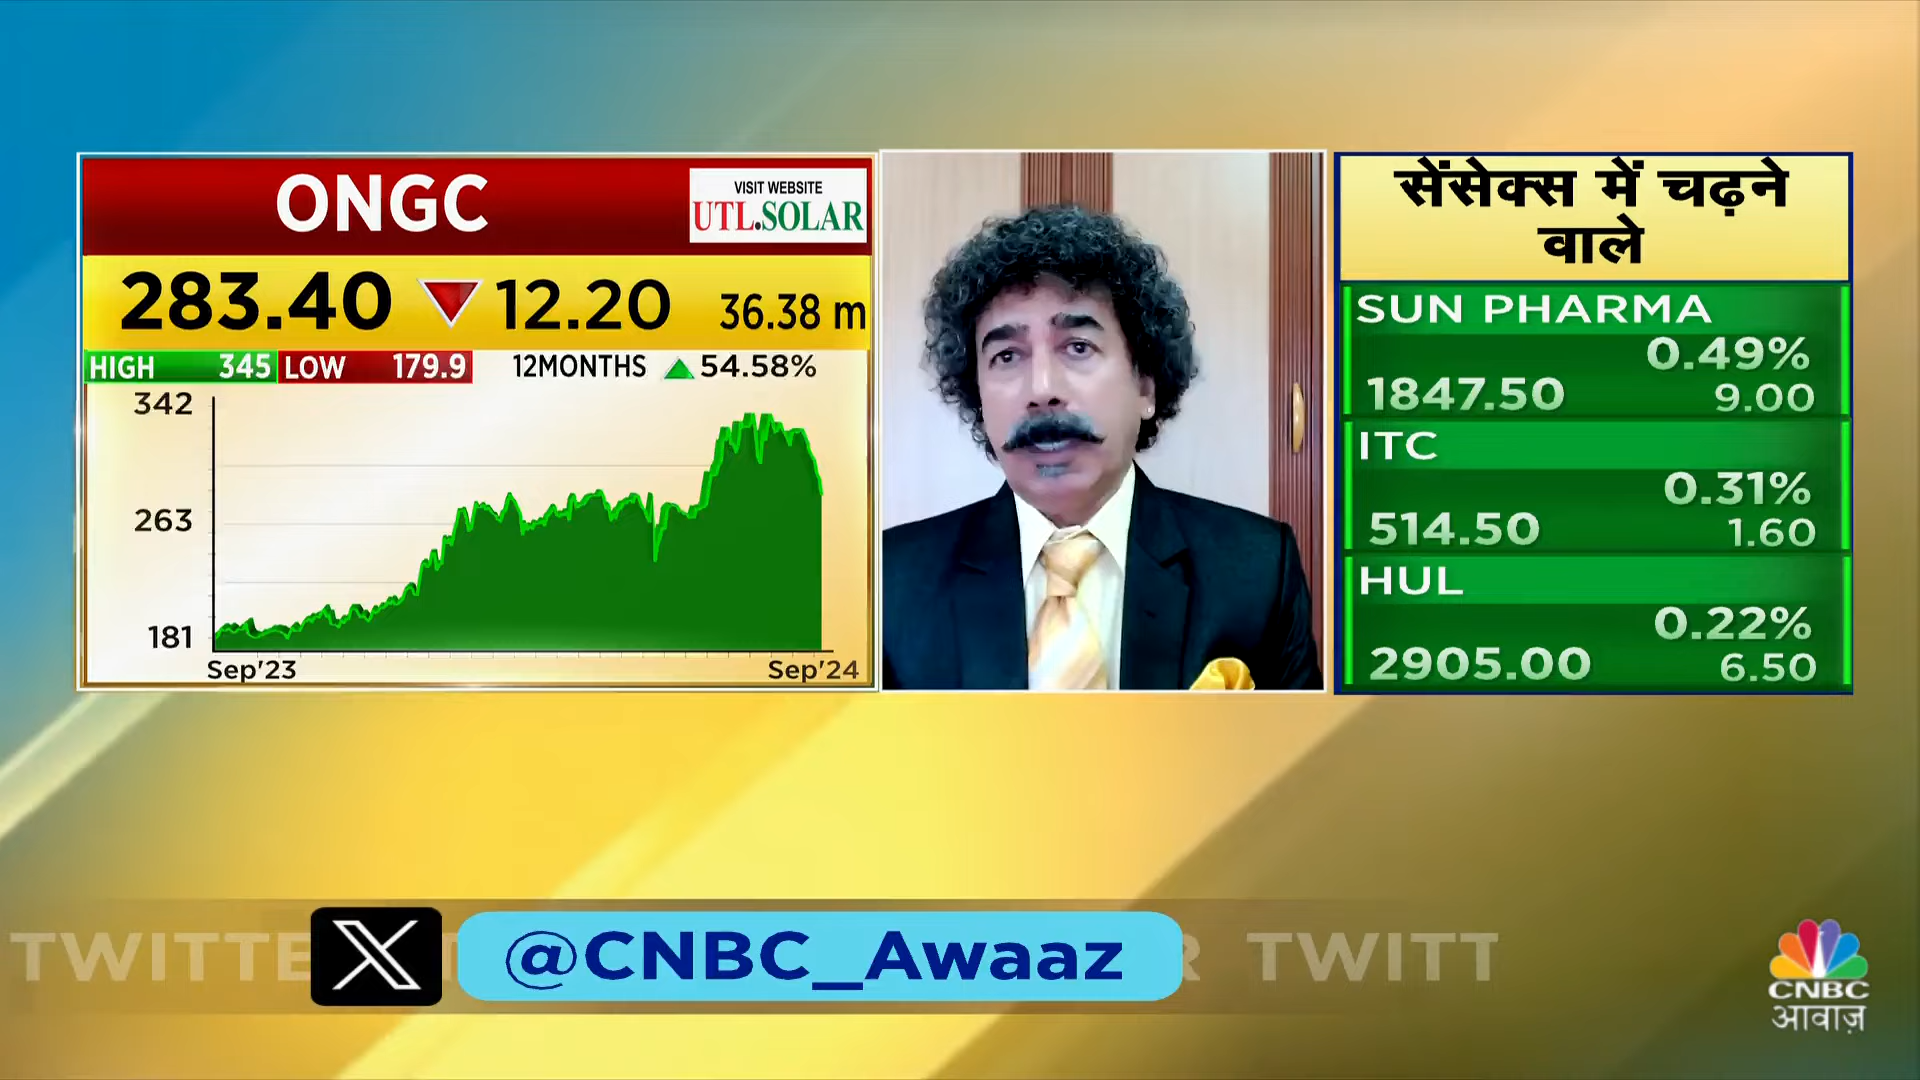 ONGC
VISIT WEBSITE
UTL.SOLAR
283.40 ▼ 12.20 36.38 m
HIGH 345 LOW 179.9 12MONTHS ▲ 54.58%
342
263
181
Sep'23 Sep'24
सेंसेक्स में चढ़ने
वाले
SUN PHARMA
0.49%
1847.50 9.00
ITC
0.31%
514.50 1.60
HUL
0.22%
2905.00 6.50
TWITTE
X @CNBC_Awaaz
R TWITT
CNBC
आवाज़